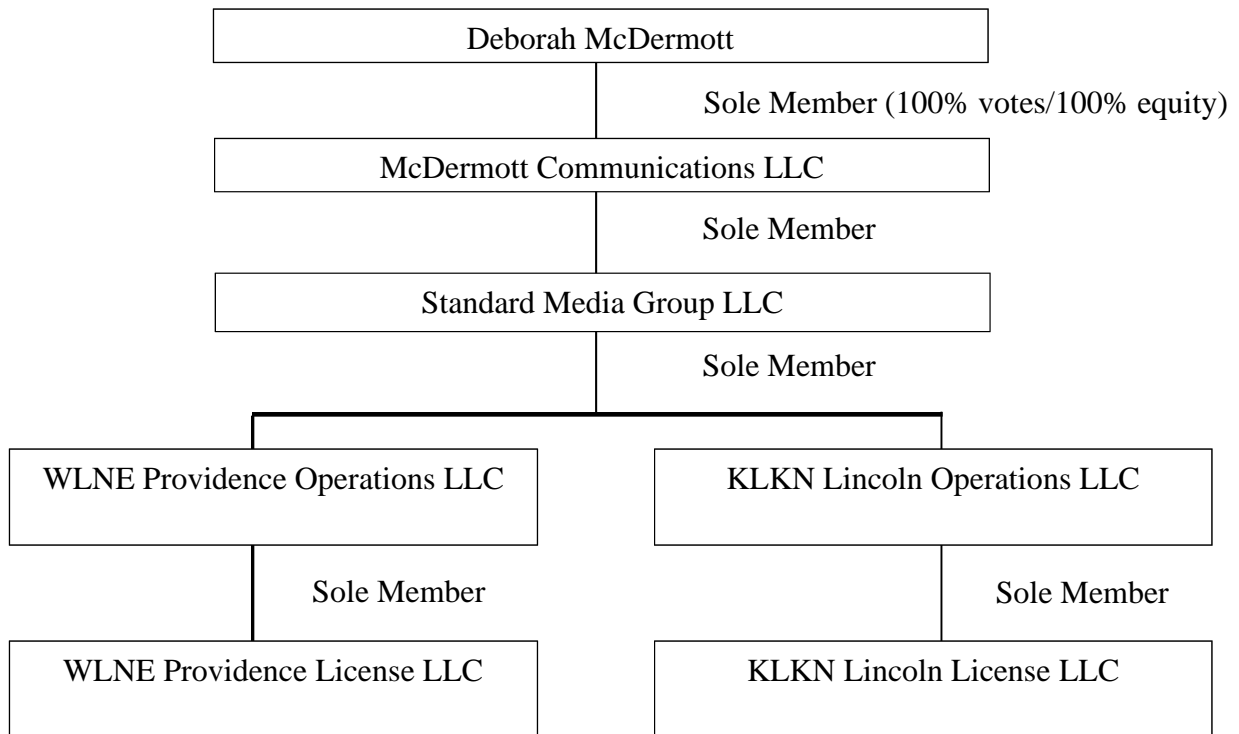 Deborah McDermott
Sole Member (100% votes/100% equity)
McDermott Communications LLC
Sole Member
Standard Media Group LLC
Sole Member
WLNE Providence Operations LLC
KLKN Lincoln Operations LLC
Sole Member
Sole Member
WLNE Providence License LLC
KLKN Lincoln License LLC